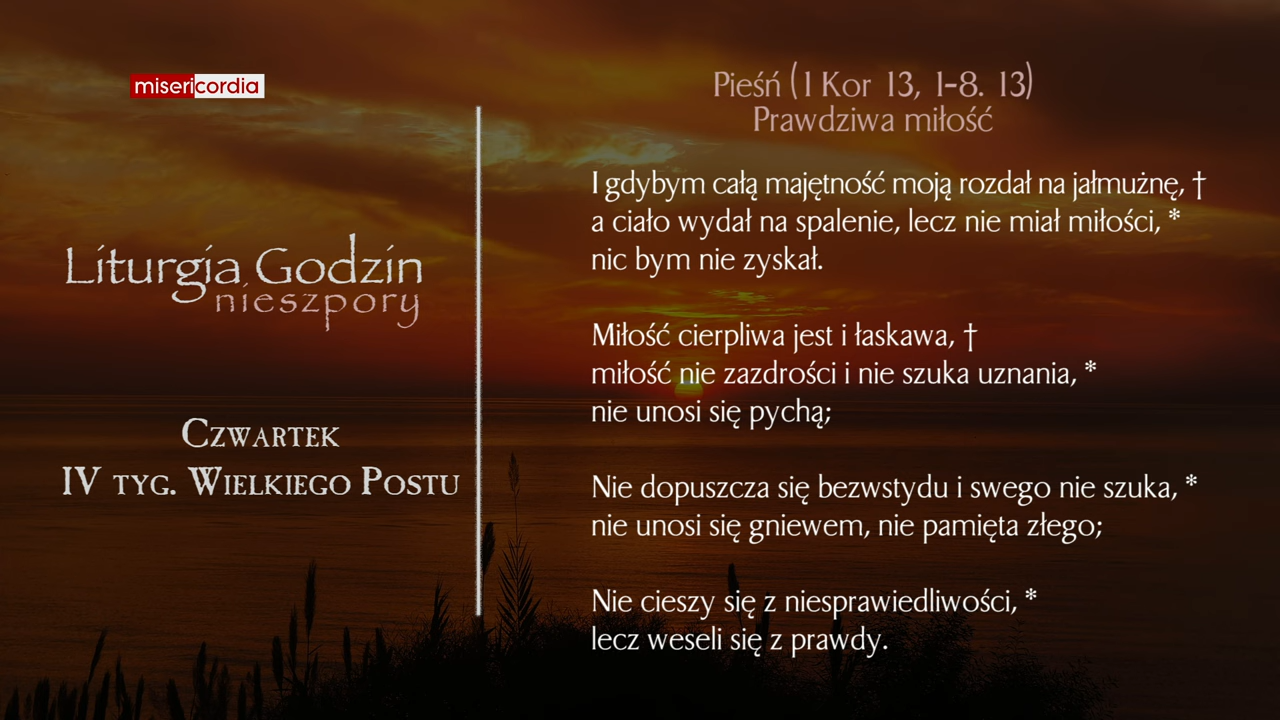 misericordia
Liturgia Godzin
nieszpory
Czwartek
IV tyg. Wielkiego Postu
Pieśń (1 Kor 13, 1-8. 13)
Prawdziwa miłość
I gdybym całą majętność moją rozdał na jałmużnę, †
a ciało wydał na spalenie, lecz nie miał miłości, *
nic bym nie zyskał.
Miłość cierpliwa jest i łaskawa, †
miłość nie zazdrości i nie szuka uznania, *
nie unosi się pychą;
Nie dopuszcza się bezwstydu i swego nie szuka, *
nie unosi się gniewem, nie pamięta złego;
Nie cieszy się z niesprawiedliwości, *
lecz weseli się z prawdy.